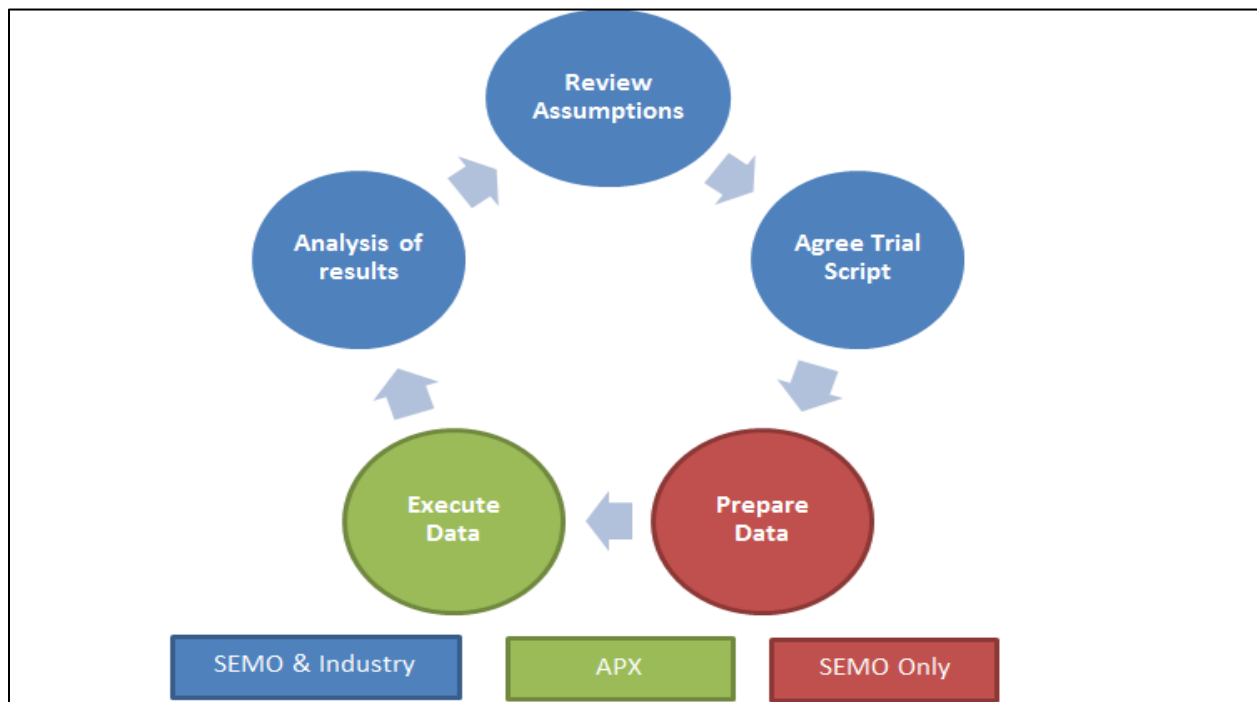 Review
Assumptions
Analysis of
results
Agree Trial
Script
Execute
Data
Prepare
Data
SEMO & Industry
APX
SEMO Only